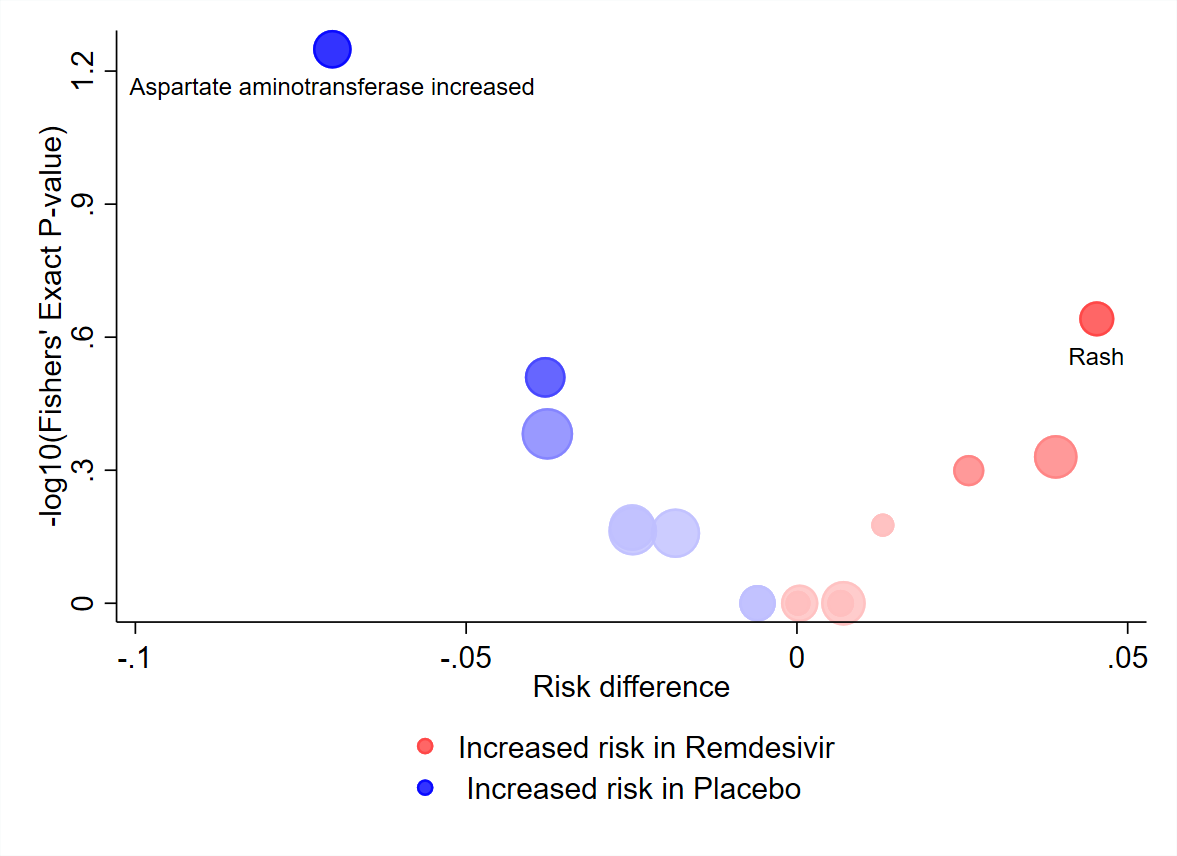 -log10(Fishers' Exact P-value)
1.2
.9
.6
.3
0
Aspartate aminotransferase increased
Rash
-.1
-.05
0
.05
Risk difference
Increased risk in Remdesivir
Increased risk in Placebo